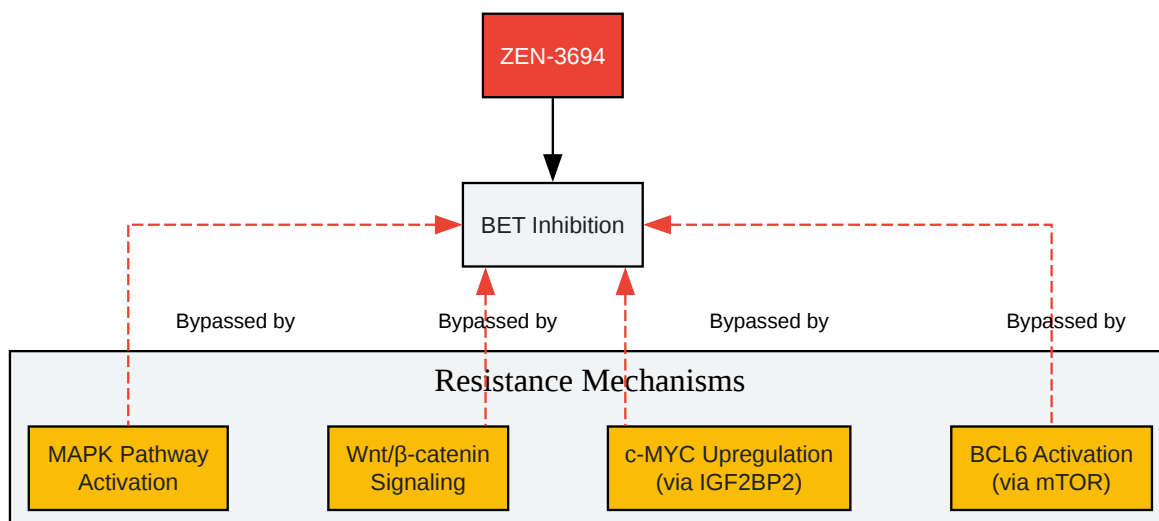 ZEN-3694
BET Inhibition
Bypassed by
Bypassed by
Bypassed by
Bypassed by
Resistance Mechanisms
MAPK Pathway
Activation
Wnt/β-catenin
Signaling
c-MYC Upregulation
(via IGF2BP2)
BCL6 Activation
(via mTOR)